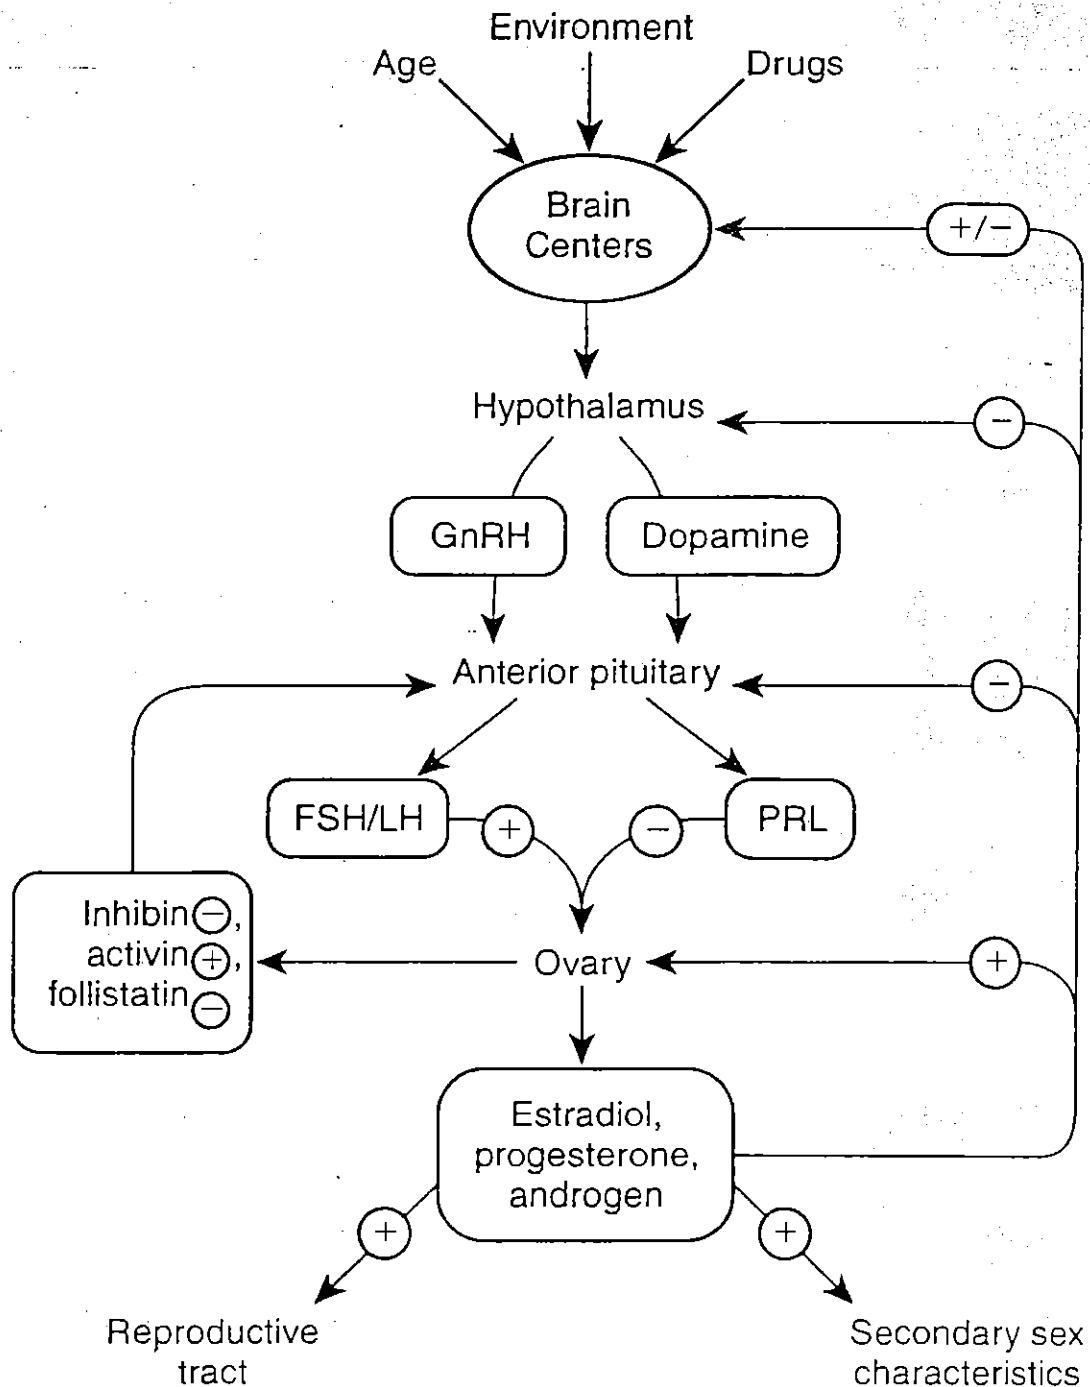 Environment
Age
Drugs
Brain
Centers
+/−
Hypothalamus
−
GnRH
Dopamine
Anterior pituitary
−
FSH/LH
+
−
PRL
Inhibin −,
activin +,
follistatin −
Ovary
+
Estradiol,
progesterone,
androgen
+
+
Reproductive
tract
Secondary sex
characteristics